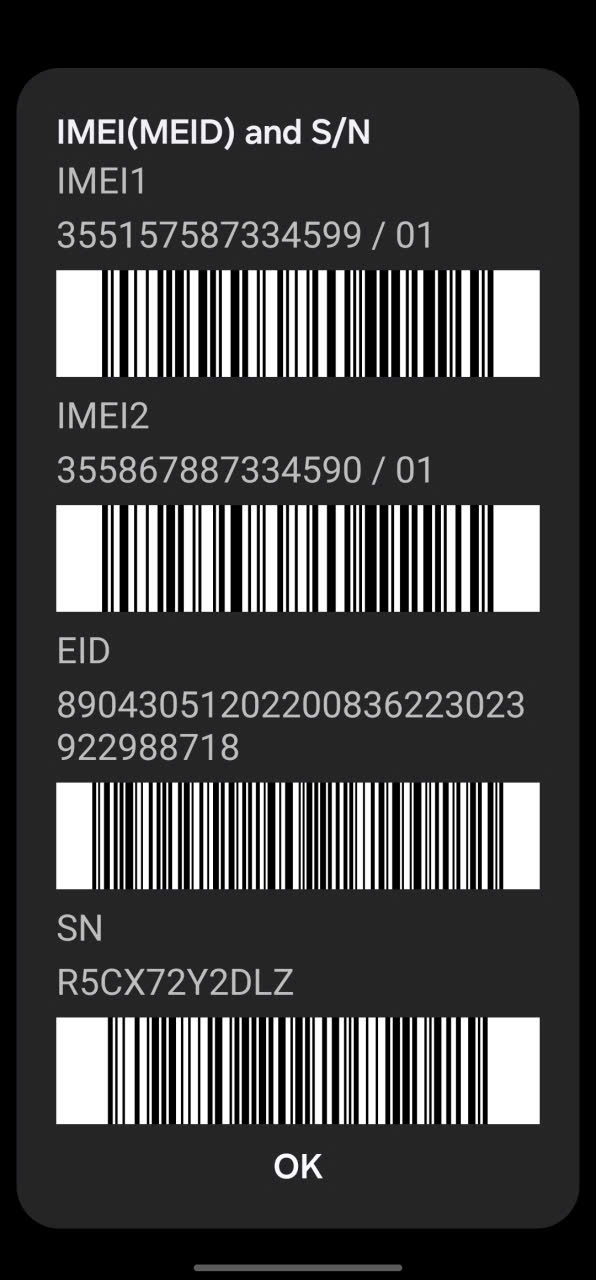 IMEI(MEID) and S/N
IMEI1
355157587334599 / 01
IMEI2
355867887334590 / 01
EID
89043051202200836223023
922988718
SN
R5CX72Y2DLZ
OK